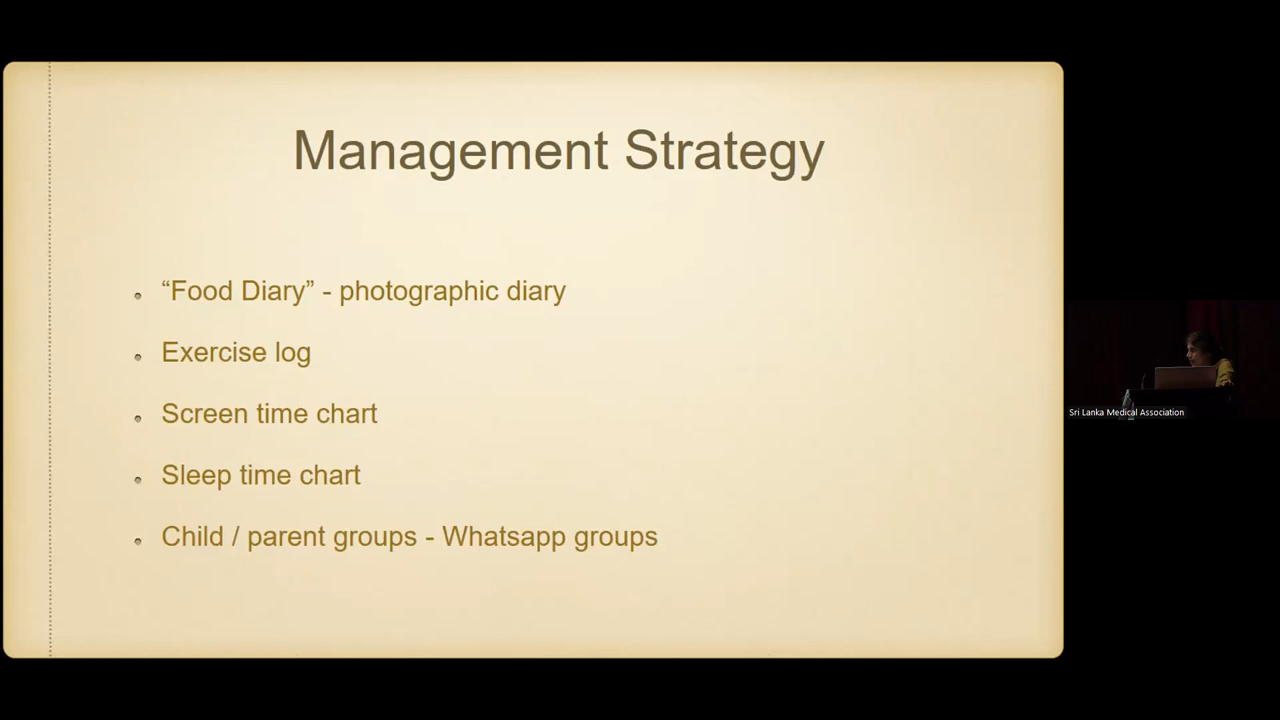 Management Strategy
“Food Diary” - photographic diary
Exercise log
Screen time chart
Sleep time chart
Child / parent groups - Whatsapp groups
Sri Lanka Medical Association